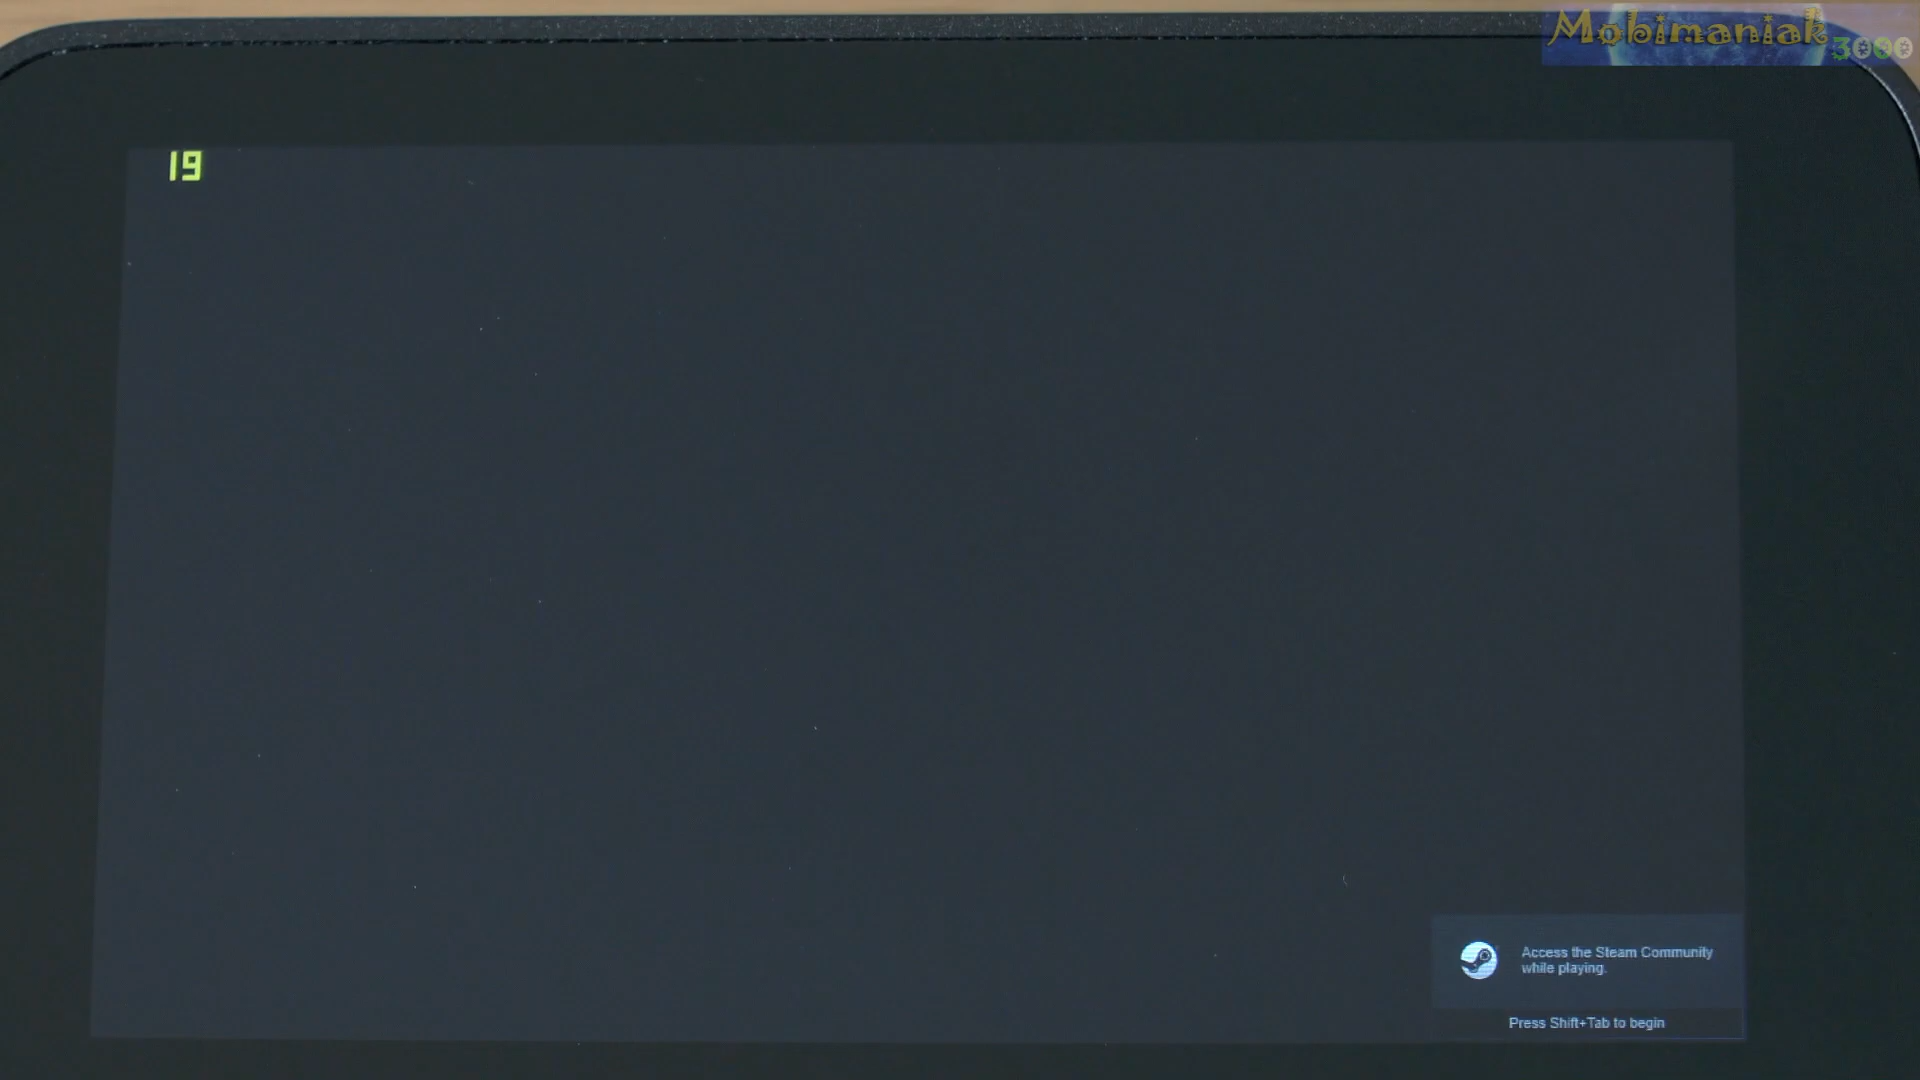 Mobimaniak
3000
19
Access the Steam Community
while playing.
Press Shift+Tab to begin